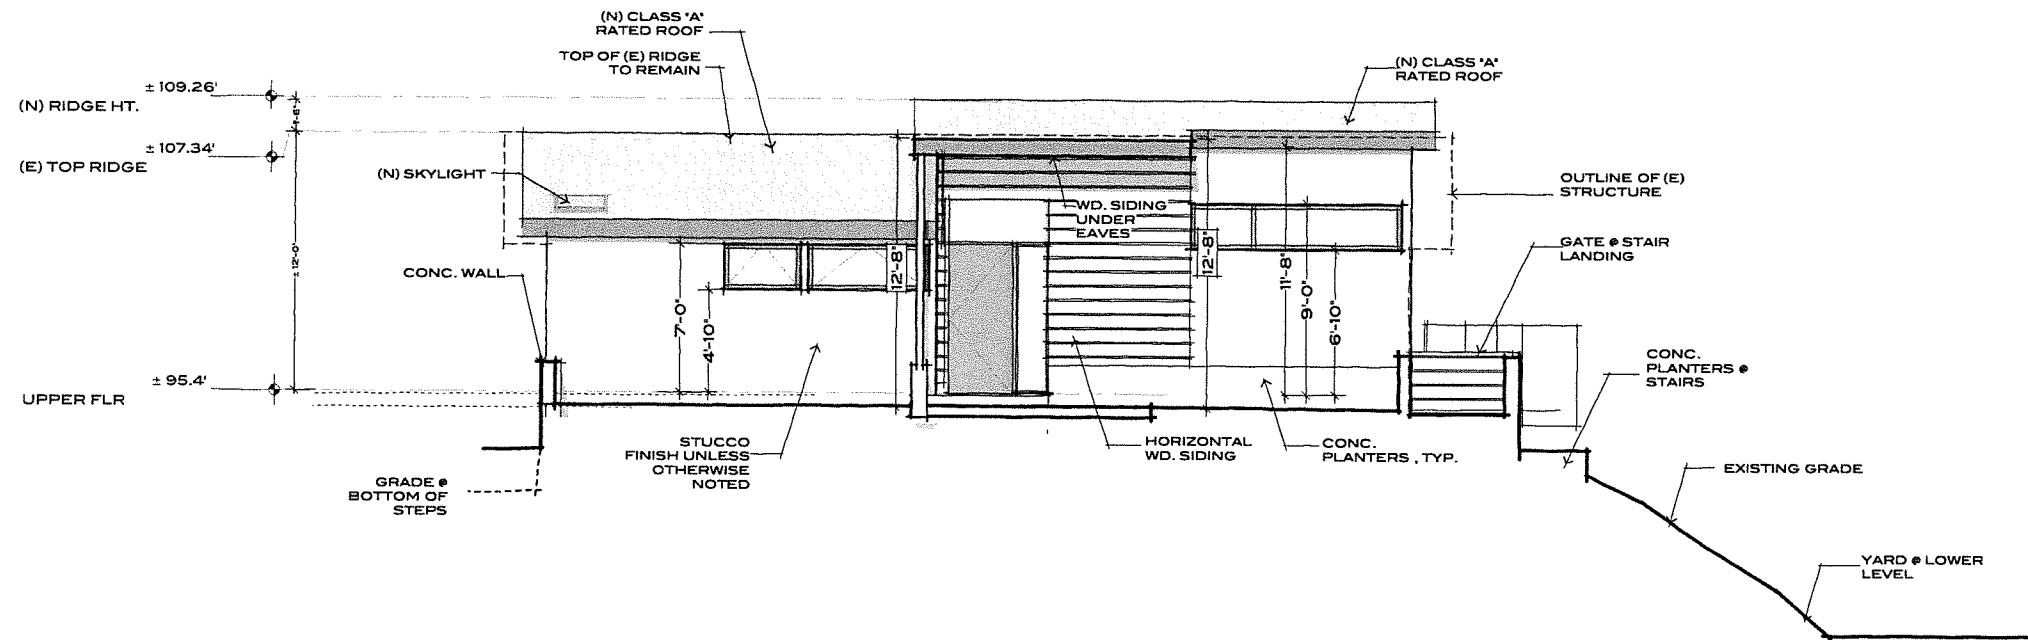 (N) CLASS "A"
RATED ROOF
TOP OF (E) RIDGE
TO REMAIN
(N) CLASS "A"
RATED ROOF
± 109.26'
(N) RIDGE HT.
± 107.34'
(E) TOP RIDGE
(N) SKYLIGHT
OUTLINE OF (E)
STRUCTURE
WD. SIDING
UNDER
EAVES
GATE @ STAIR
LANDING
CONC. WALL
± 12'-0"
12'-8"
12'-8"
11'-8"
9'-0"
6'-10"
7'-0"
4'-10"
CONC.
PLANTERS @
STAIRS
± 95.4'
UPPER FLR
STUCCO
FINISH UNLESS
OTHERWISE
NOTED
HORIZONTAL
WD. SIDING
CONC.
PLANTERS , TYP.
EXISTING GRADE
GRADE @
BOTTOM OF
STEPS
YARD @ LOWER
LEVEL